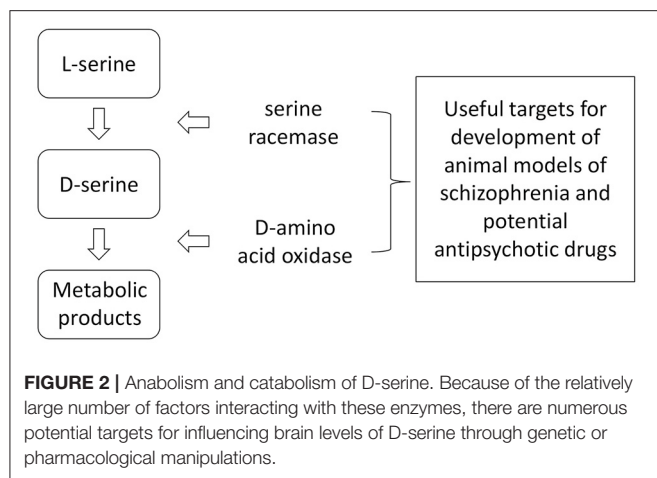 L-serine
serine
racemase
D-serine
D-amino
acid oxidase
Metabolic
products
Useful targets for
development of
animal models of
schizophrenia and
potential
antipsychotic drugs
FIGURE 2 | Anabolism and catabolism of D-serine. Because of the relatively
large number of factors interacting with these enzymes, there are numerous
potential targets for influencing brain levels of D-serine through genetic or
pharmacological manipulations.